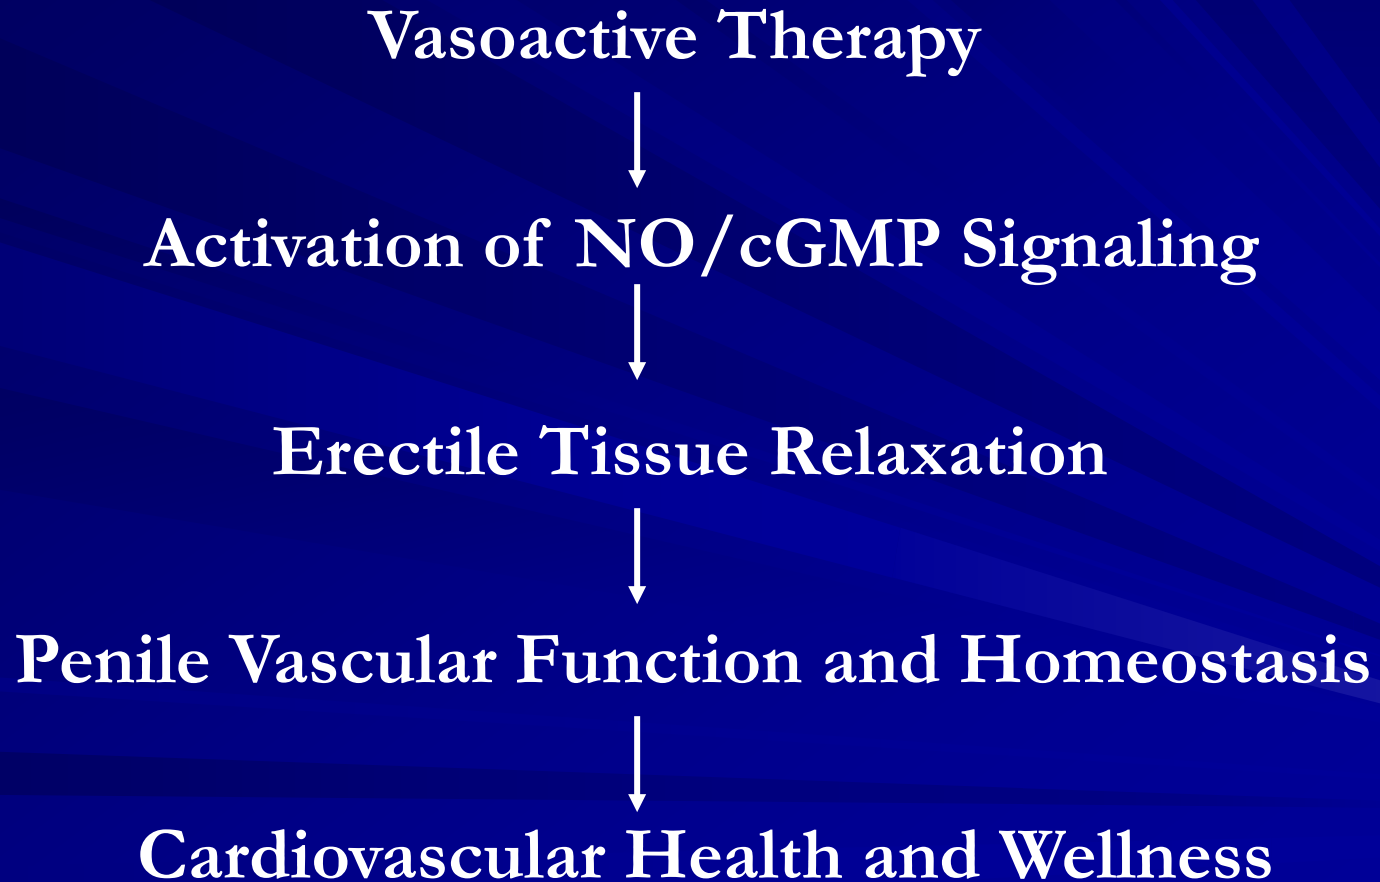 Vasoactive Therapy
Activation of NO/cGMP Signaling
Erectile Tissue Relaxation
Penile Vascular Function and Homeostasis
Cardiovascular Health and Wellness